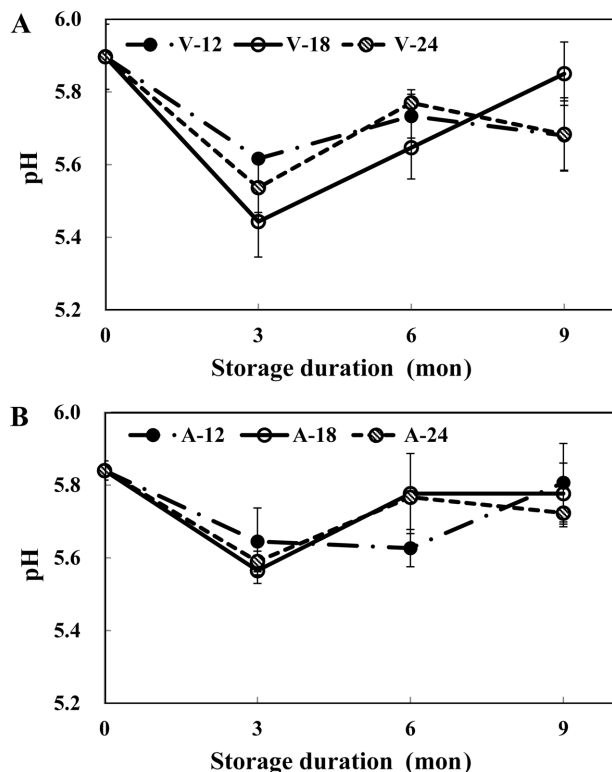 A
V-12 V-18 V-24
6.0
5.8
5.6
5.4
5.2
pH
0 3 6 9
Storage duration (mon)
B
A-12 A-18 A-24
6.0
5.8
5.6
5.4
5.2
pH
0 3 6 9
Storage duration (mon)